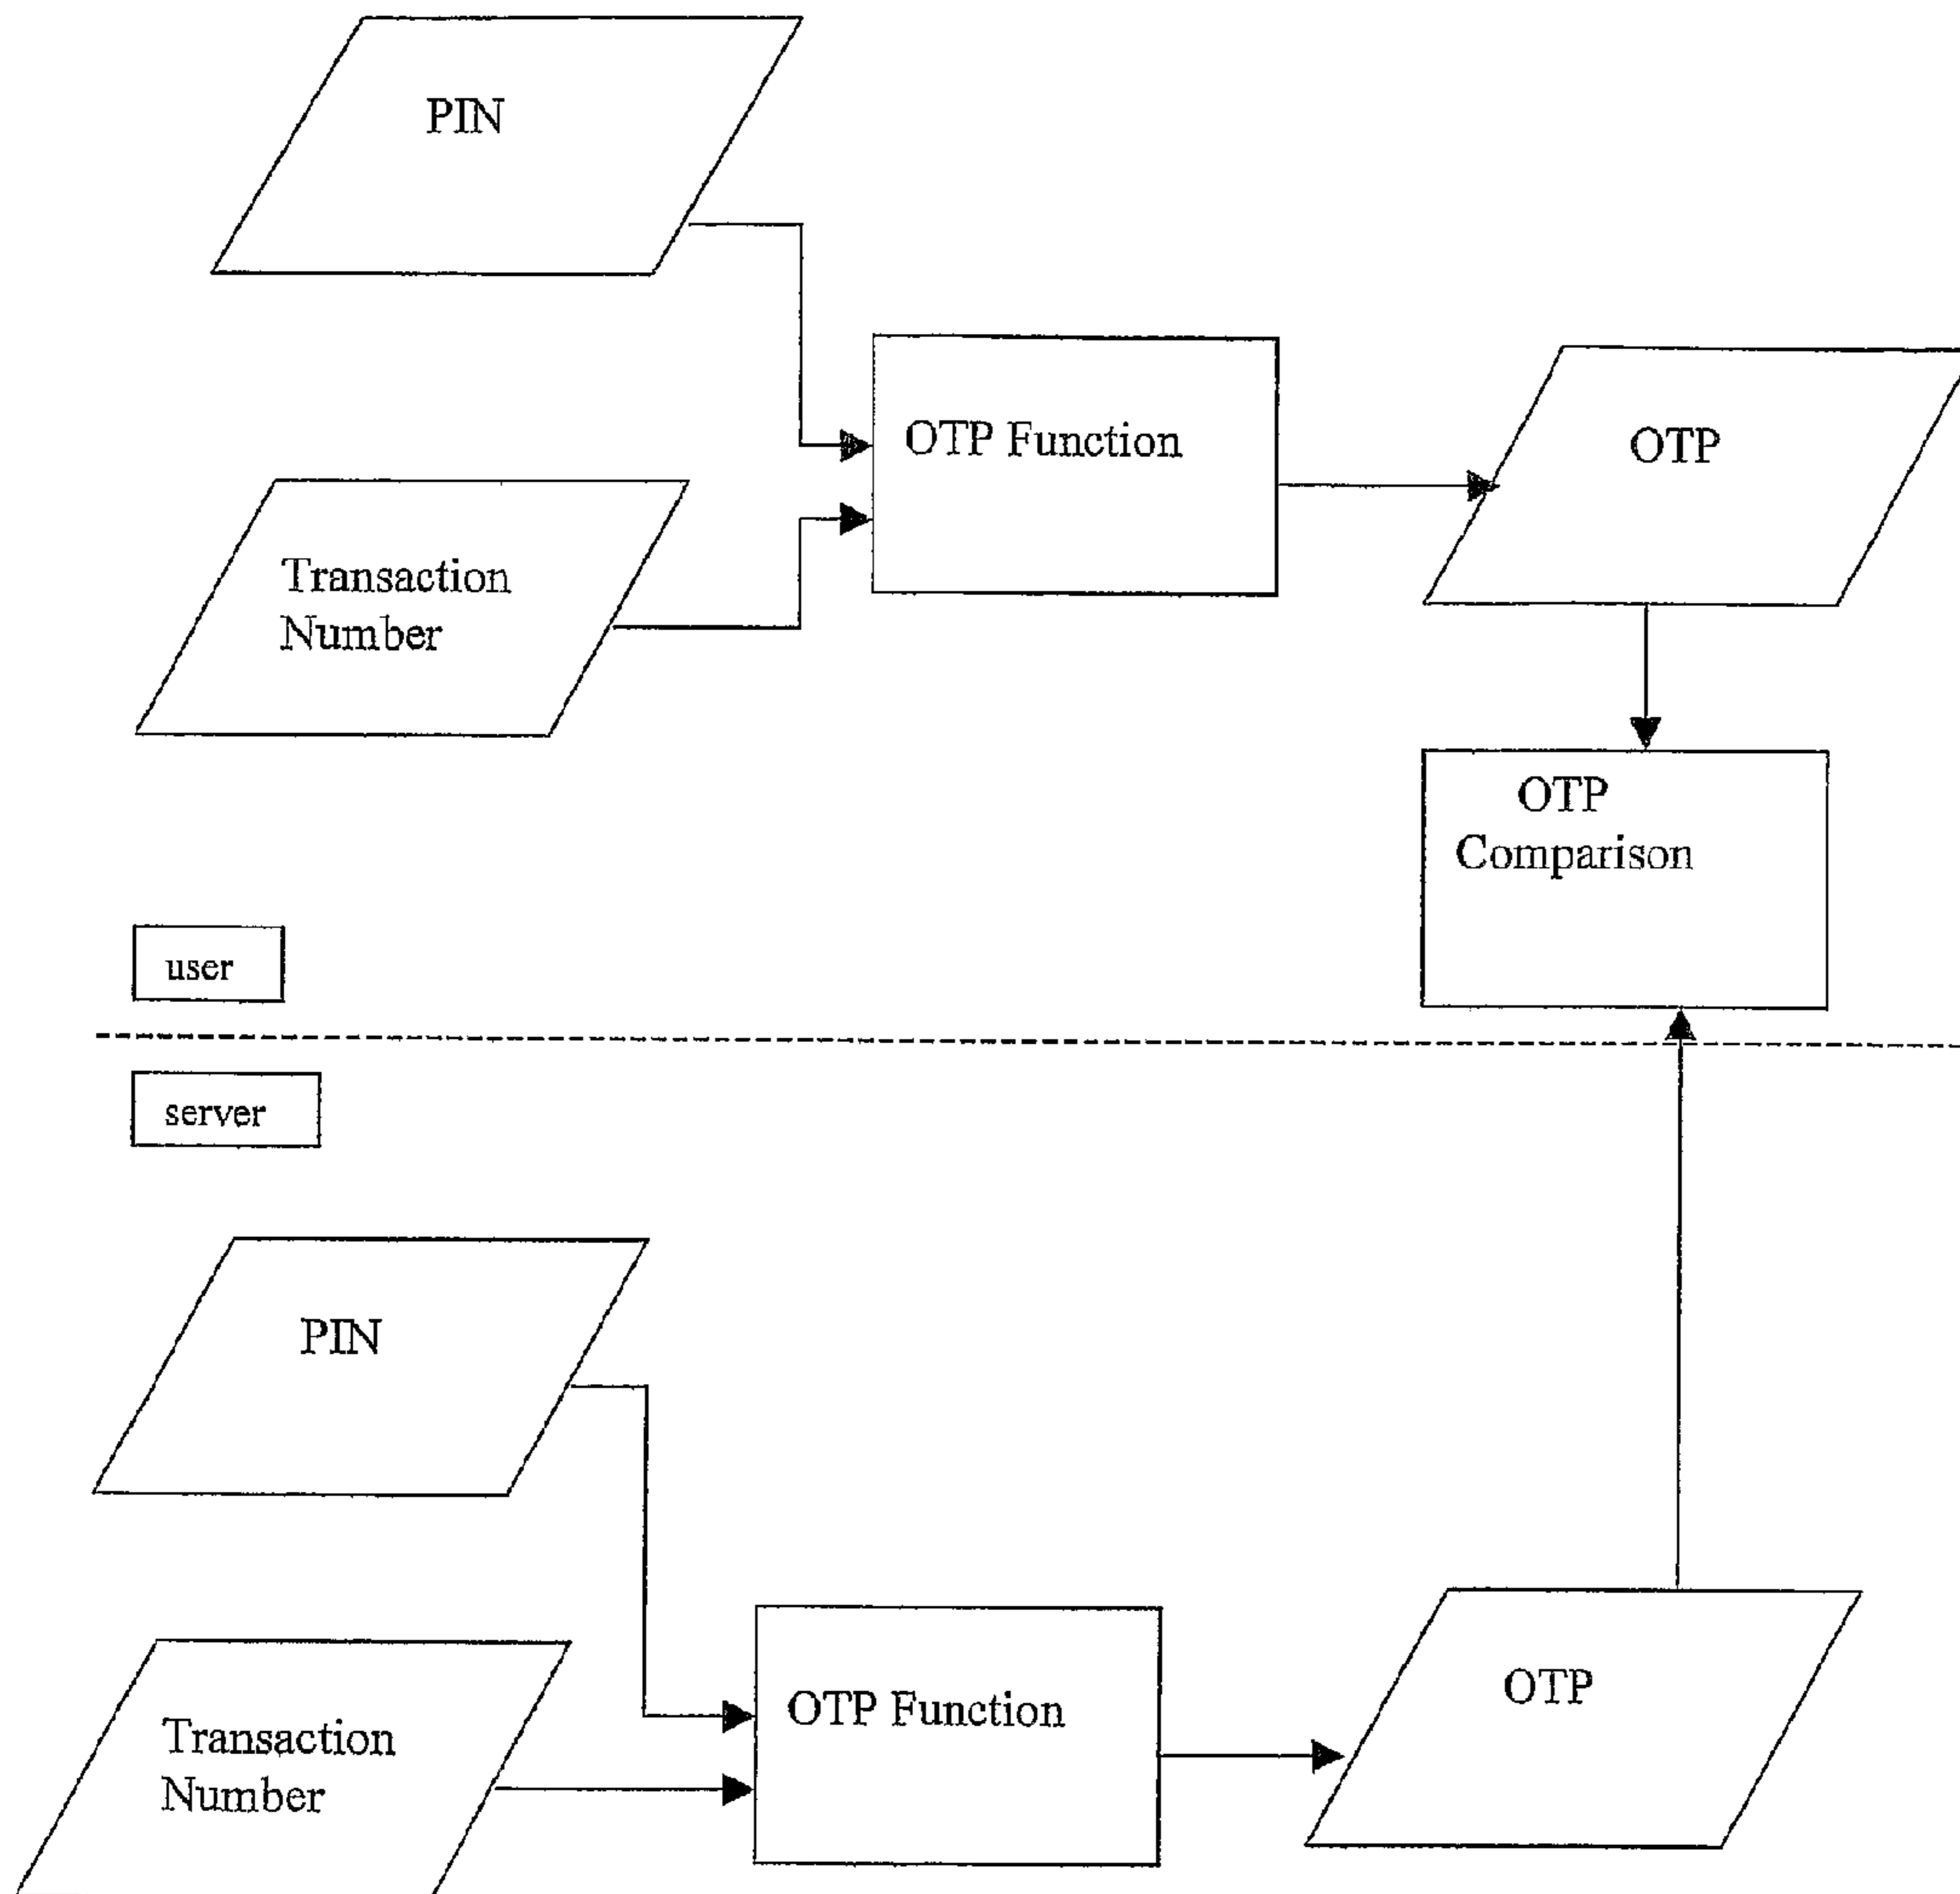 PIN
OTP Function
OTP
Transaction
Number
OTP
Comparison
user
server
PIN
OTP Function
OTP
Transaction
Number